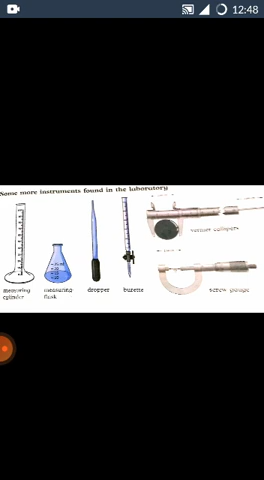 12:48
Some more instruments found in the laboratory
vernier callipers
measuring
cylinder
measuring
flask
dropper
burette
screw gauge